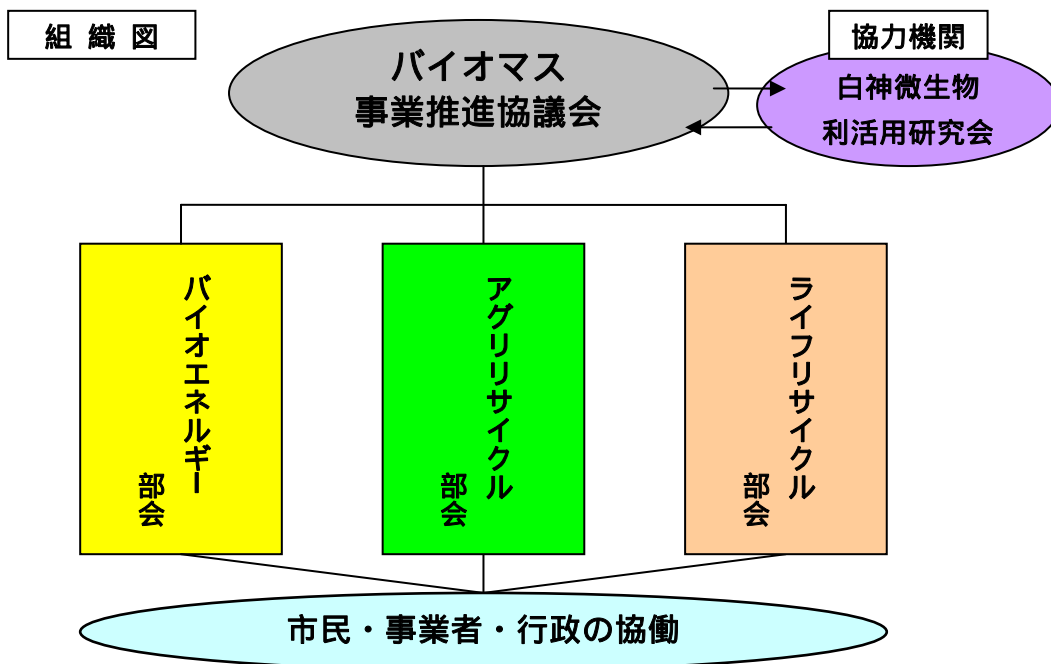 組 織 図
バイオマス
事業推進協議会
協力機関
白神微生物
利活用研究会
バイオエネルギー
部会
アグリリサイクル
部会
ライフリサイクル
部会
市民・事業者・行政の協働